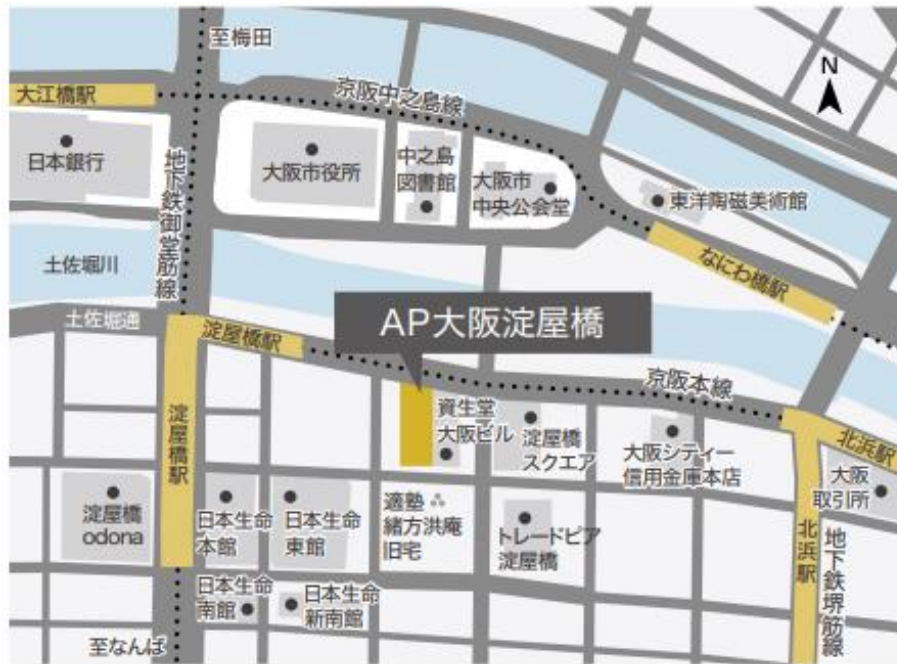 至梅田
N
大江橋駅
京阪中之島線
日本銀行
地下鉄御堂筋線
大阪市役所
中之島
図書館
大阪市
中央公会堂
東洋陶磁美術館
なにわ橋駅
土佐堀川
土佐堀通
淀屋橋駅
AP大阪淀屋橋
京阪本線
淀屋橋駅
資生堂
大阪ビル
淀屋橋
スクエア
大阪シティー
信用金庫本店
北浜駅
大阪
取引所
淀屋橋
odona
日本生命
本館
日本生命
東館
適塾
緒方洪庵
旧宅
トレードピア
淀屋橋
北浜駅
地下鉄堺筋線
日本生命
南館
日本生命
新南館
至なんば